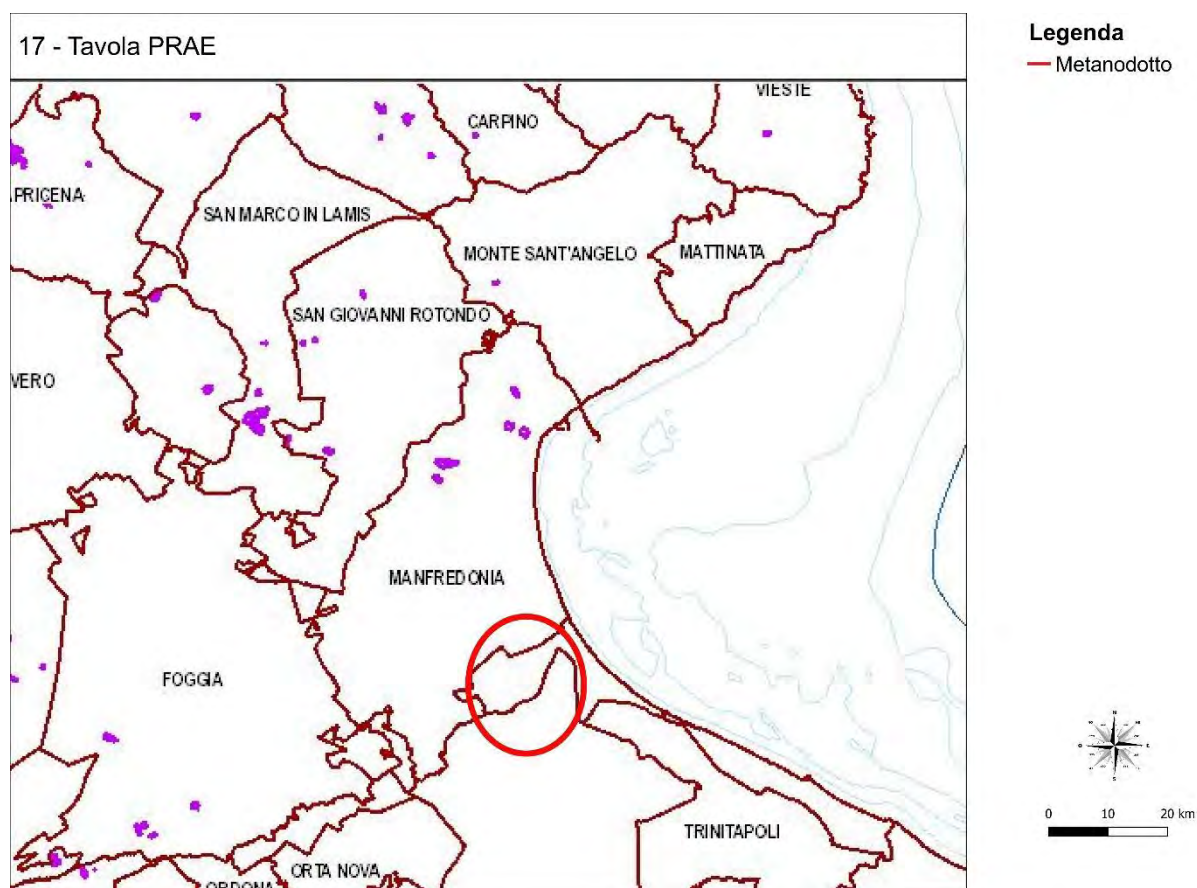 17 - Tavola PRAE
Legenda
Metanodotto
VIESTE
CARPINO
APRICENA
SAN MARCO IN LAMIS
MONTE SANT'ANGELO
MATTINATA
SAN GIOVANNI ROTONDO
VERO
MANFREDONIA
FOGGIA
TRINITAPOLI
ORTA NOVA
ORDONA
0 10 20 km